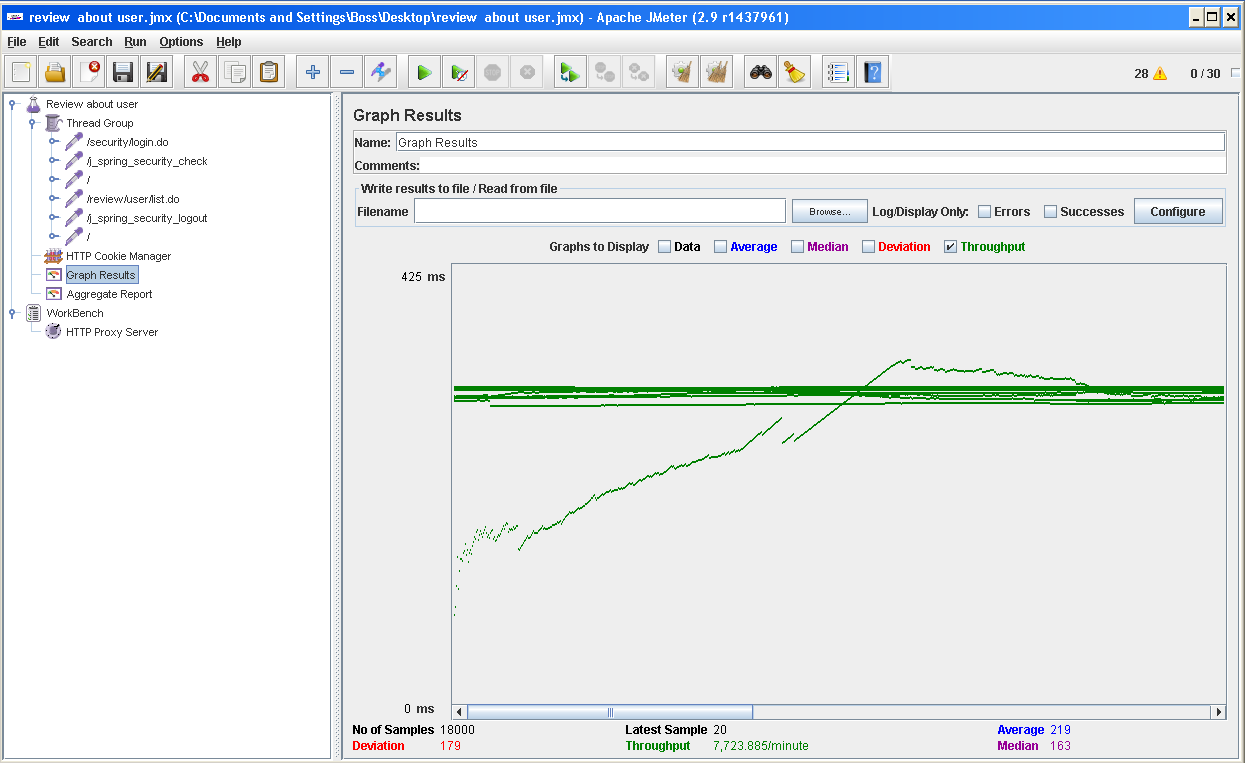 review  about user.jmx (C:\Documents and Settings\Boss\Desktop\review  about user.jmx) - Apache JMeter (2.9 r1437961)
File Edit Search Run Options Help
28 0 / 30
Review about user
Thread Group
/security/login.do
/j_spring_security_check
/
/review/user/list.do
/j_spring_security_logout
/
HTTP Cookie Manager
Graph Results
Aggregate Report
WorkBench
HTTP Proxy Server
Graph Results
Name: Graph Results
Comments:
Write results to file / Read from file
Filename Browse... Log/Display Only: Errors Successes Configure
Graphs to Display Data Average Median Deviation Throughput
425 ms
0 ms
No of Samples 18000 Latest Sample 20 Average 219
Deviation 179 Throughput 7,723.885/minute Median 163